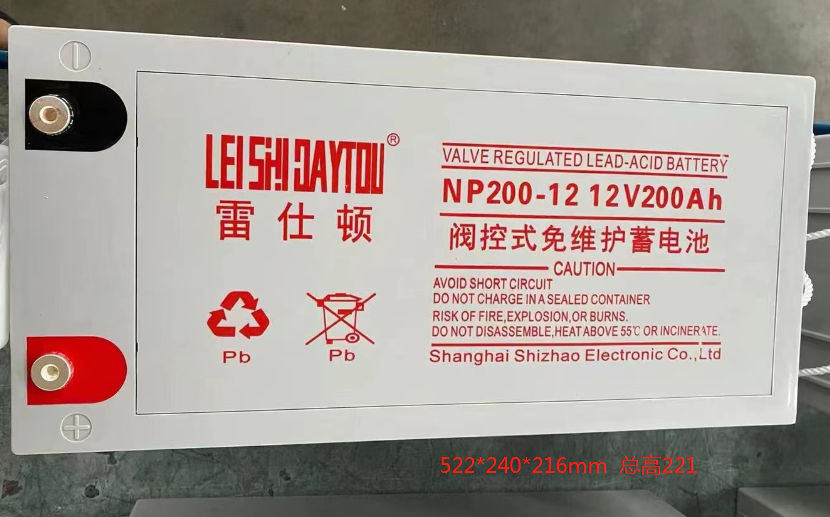 LEI SHI DAYTOU®
雷仕顿
Pb
Pb
VALVE REGULATED LEAD-ACID BATTERY
NP200-12 12V200Ah
阀控式免维护蓄电池
CAUTION
AVOID SHORT CIRCUIT
DO NOT CHARGE IN A SEALED CONTAINER
RISK OF FIRE,EXPLOSION,OR BURNS.
DO NOT DISASSEMBLE,HEAT ABOVE 55℃ OR INCINERATE.
Shanghai Shizhao Electronic Co.,Ltd
522*240*216mm 总高221